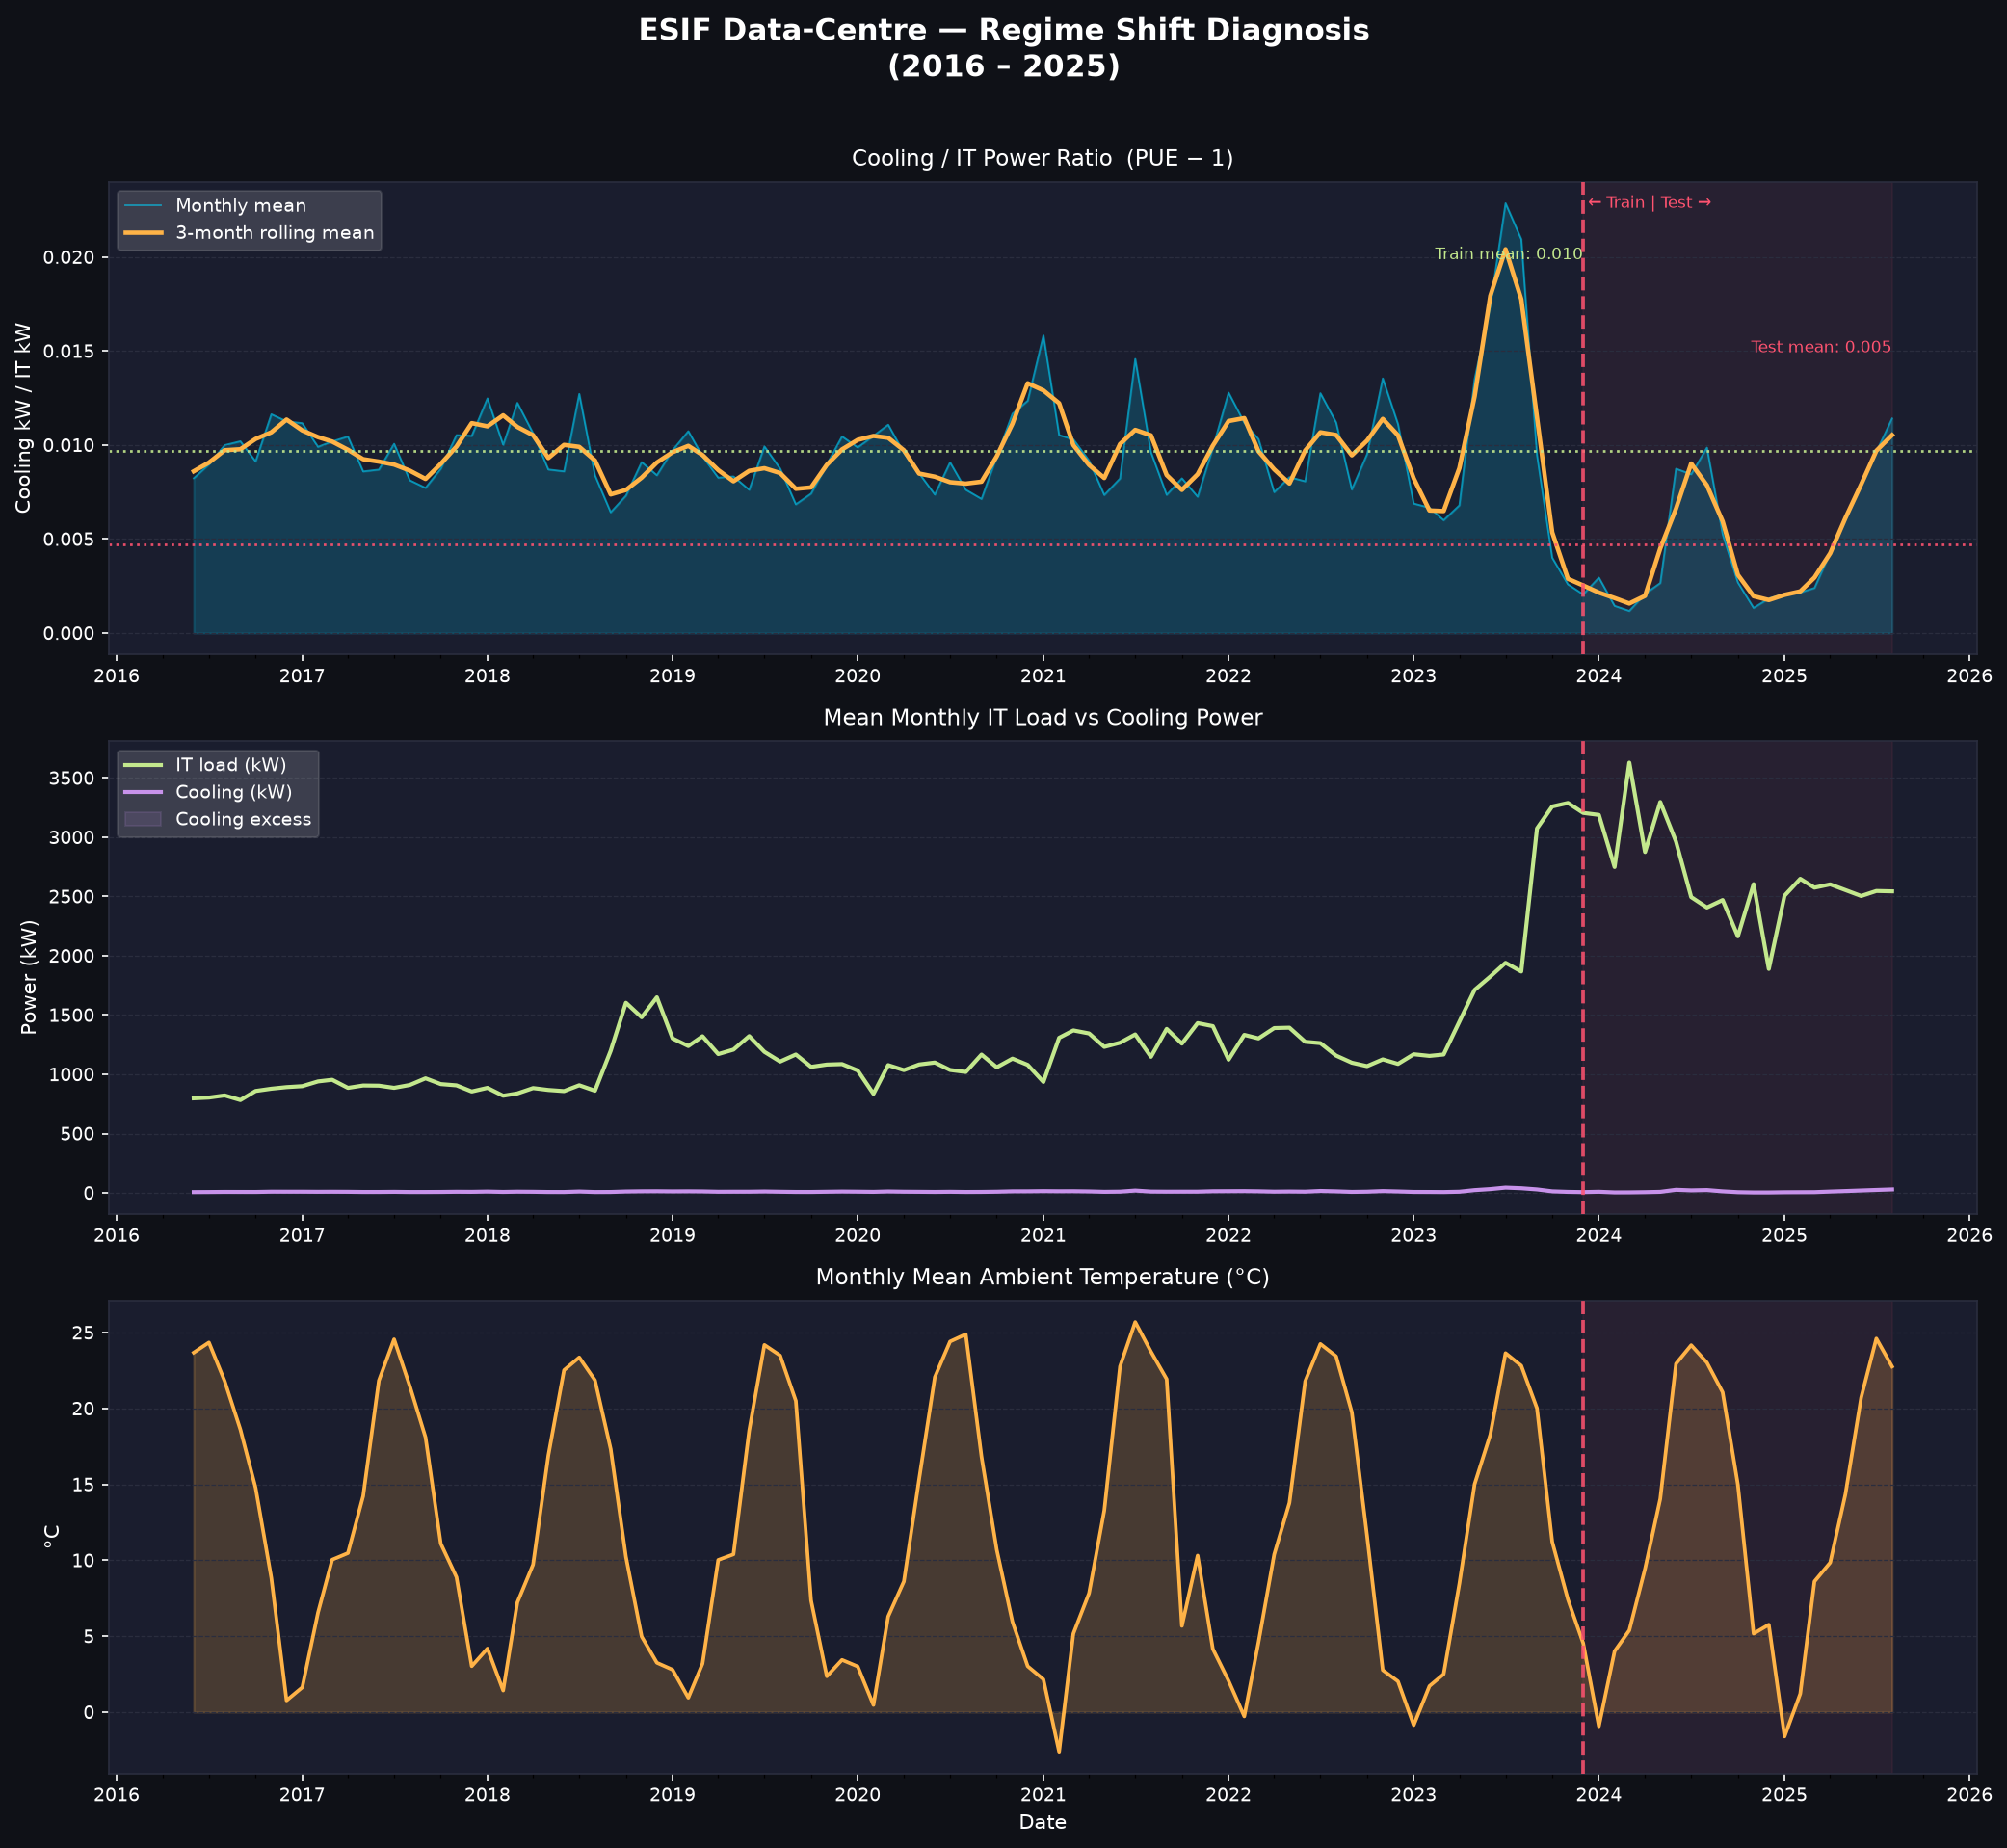 ESIF Data-Centre — Regime Shift Diagnosis
(2016 – 2025)
Cooling / IT Power Ratio  (PUE − 1)
Monthly mean
3-month rolling mean
← Train | Test →
Train mean: 0.010
Test mean: 0.005
Cooling kW / IT kW
0.020
0.015
0.010
0.005
0.000
2016 2017 2018 2019 2020 2021 2022 2023 2024 2025 2026
Mean Monthly IT Load vs Cooling Power
IT load (kW)
Cooling (kW)
Cooling excess
Power (kW)
3500
3000
2500
2000
1500
1000
500
0
2016 2017 2018 2019 2020 2021 2022 2023 2024 2025 2026
Monthly Mean Ambient Temperature (°C)
°C
25
20
15
10
5
0
2016 2017 2018 2019 2020 2021 2022 2023 2024 2025 2026
Date